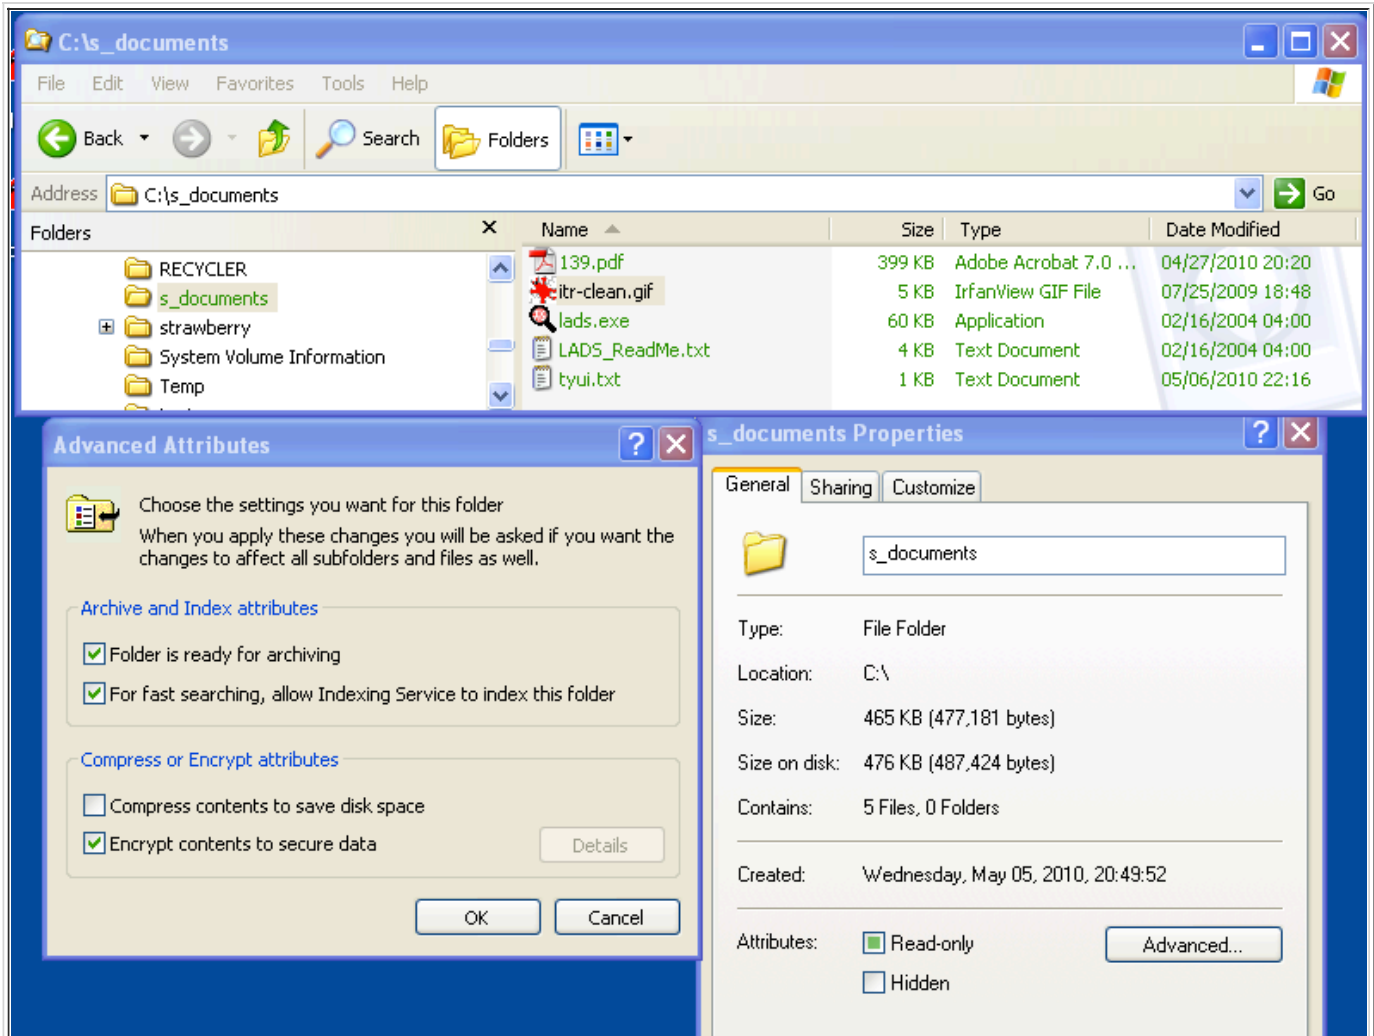 C:\s_documents
File Edit View Favorites Tools Help
Back Search Folders
Address C:\s_documents Go
Folders Name Size Type Date Modified
RECYCLER
s_documents
strawberry
System Volume Information
Temp
139.pdf 399 KB Adobe Acrobat 7.0 ... 04/27/2010 20:20
itr-clean.gif 5 KB IrfanView GIF File 07/25/2009 18:48
lads.exe 60 KB Application 02/16/2004 04:00
LADS_ReadMe.txt 4 KB Text Document 02/16/2004 04:00
tyui.txt 1 KB Text Document 05/06/2010 22:16
Advanced Attributes
Choose the settings you want for this folder
When you apply these changes you will be asked if you want the
changes to affect all subfolders and files as well.
Archive and Index attributes
Folder is ready for archiving
For fast searching, allow Indexing Service to index this folder
Compress or Encrypt attributes
Compress contents to save disk space
Encrypt contents to secure data Details
OK Cancel
s_documents Properties
General Sharing Customize
s_documents
Type: File Folder
Location: C:\
Size: 465 KB (477,181 bytes)
Size on disk: 476 KB (487,424 bytes)
Contains: 5 Files, 0 Folders
Created: Wednesday, May 05, 2010, 20:49:52
Attributes: Read-only Advanced...
Hidden